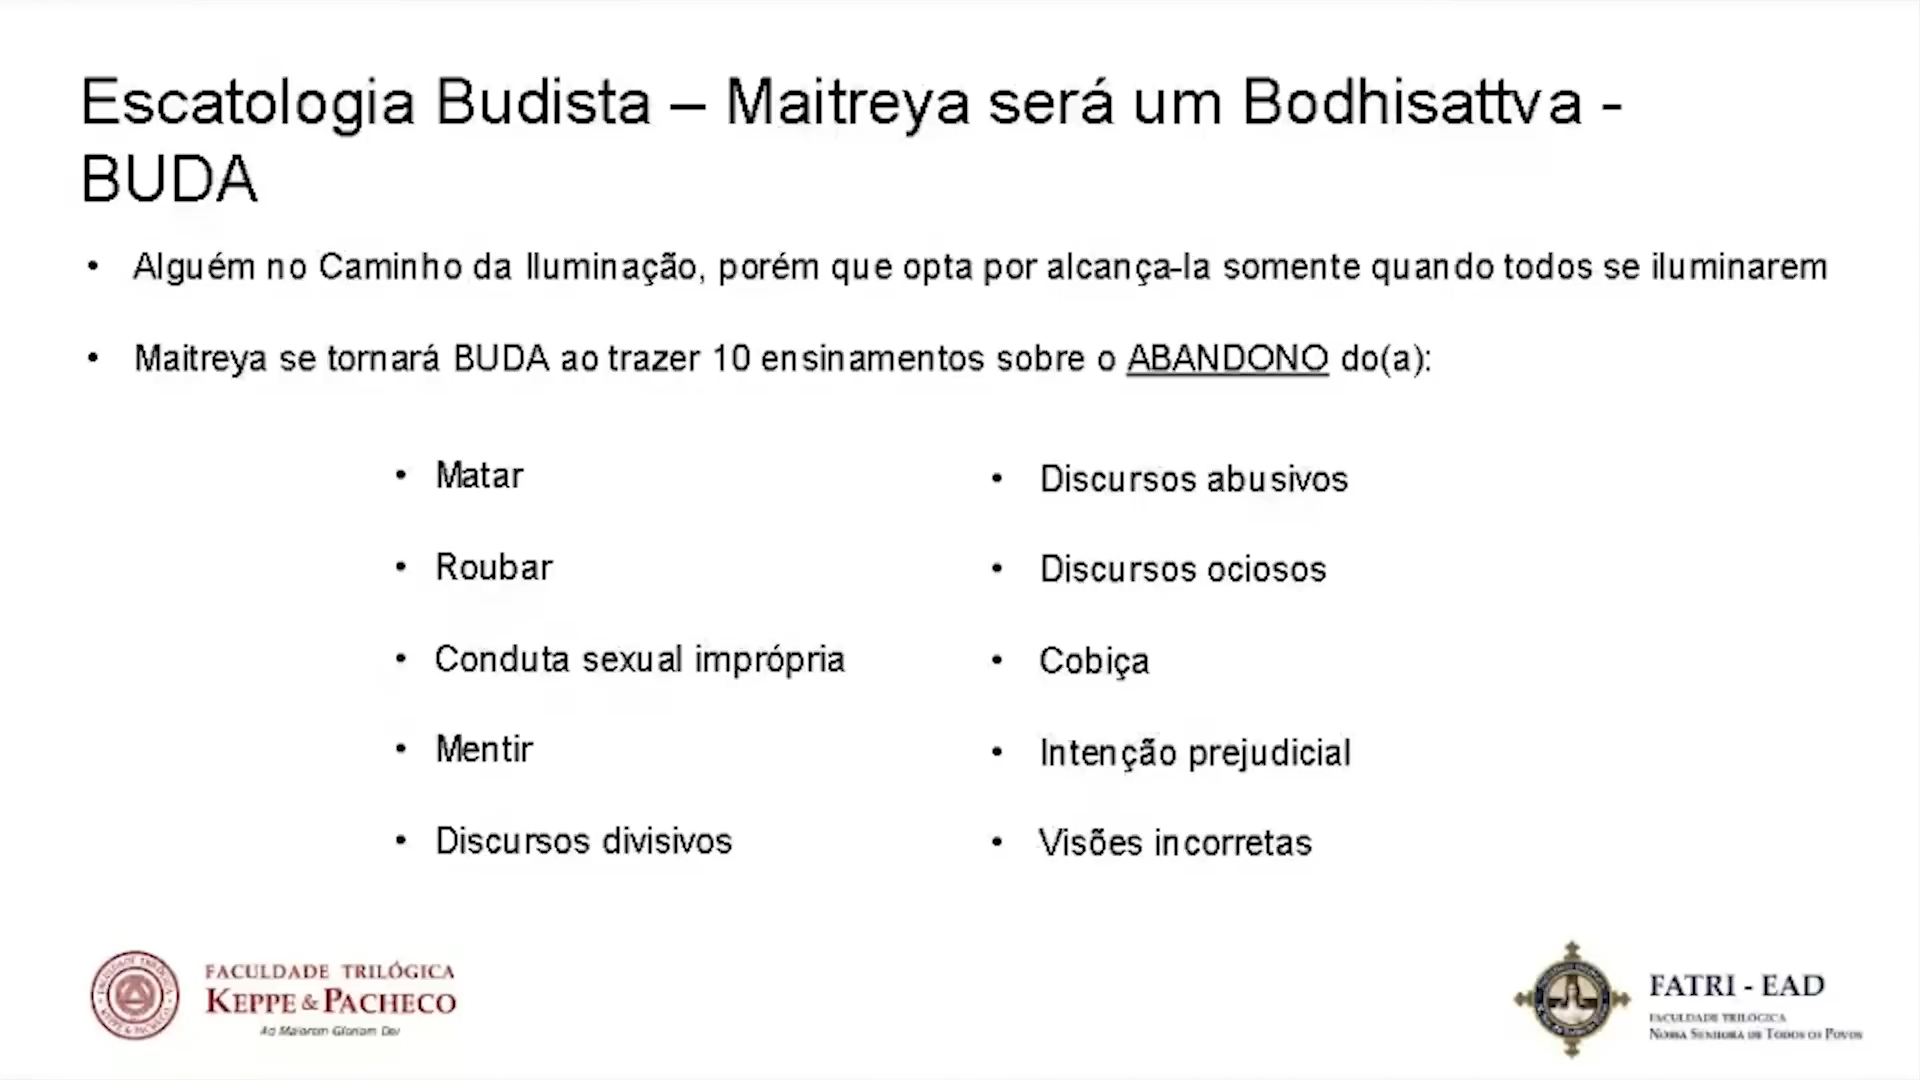 Escatologia Budista – Maitreya será um Bodhisattva -
BUDA
• Alguém no Caminho da Iluminação, porém que opta por alcança-la somente quando todos se iluminarem
• Maitreya se tornará BUDA ao trazer 10 ensinamentos sobre o ABANDONO do(a):
• Matar
• Roubar
• Conduta sexual imprópria
• Mentir
• Discursos divisivos
• Discursos abusivos
• Discursos ociosos
• Cobiça
• Intenção prejudicial
• Visões incorretas
FACULDADE TRILÓGICA
KEPPE & PACHECO
Ad Maiorem Gloriam Dei
FATRI - EAD
FACULDADE TRILÓGICA
NOSSA SENHORA DE TODOS OS POVOS